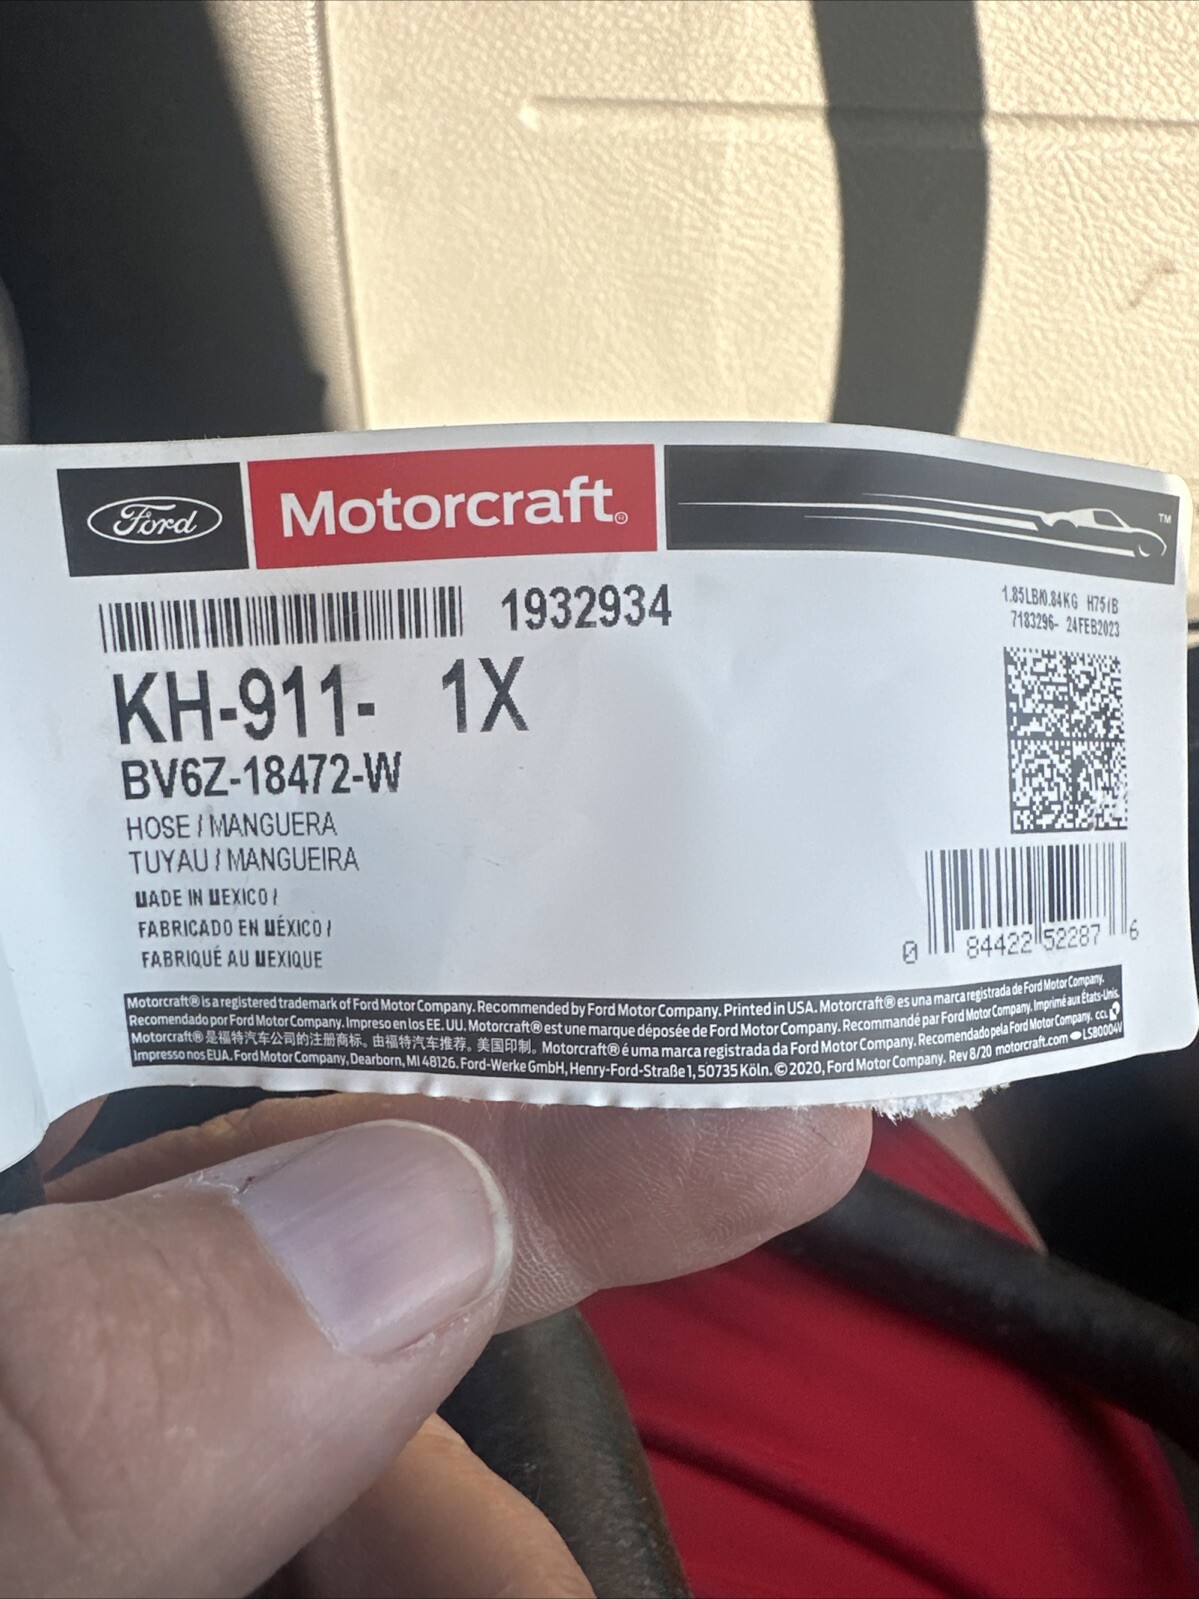 Ford Motorcraft® TM
1932934
KH-911- 1X
BV6Z-18472-W
HOSE / MANGUERA
TUYAU / MANGUEIRA
MADE IN MEXICO /
FABRICADO EN MÉXICO /
FABRIQUÉ AU MEXIQUE
1.85LB/0.84KG H75/B
7183296- 24FEB2023
0 84422 52287 6
Motorcraft® is a registered trademark of Ford Motor Company. Recommended by Ford Motor Company. Printed in USA. Motorcraft® es una marca registrada de Ford Motor Company.
Recomendado por Ford Motor Company. Impreso en los EE. UU. Motorcraft® est une marque déposée de Ford Motor Company. Recommandé par Ford Motor Company. Imprimé aux États-Unis.
Motorcraft® 是福特汽车公司的注册商标。由福特汽车推荐。美国印制。Motorcraft® é uma marca registrada da Ford Motor Company. Recomendado pela Ford Motor Company. CCL
Impresso nos EUA. Ford Motor Company, Dearborn, MI 48126. Ford-Werke GmbH, Henry-Ford-Straße 1, 50735 Köln. © 2020, Ford Motor Company. Rev 8/20 motorcraft.com LSB0004V